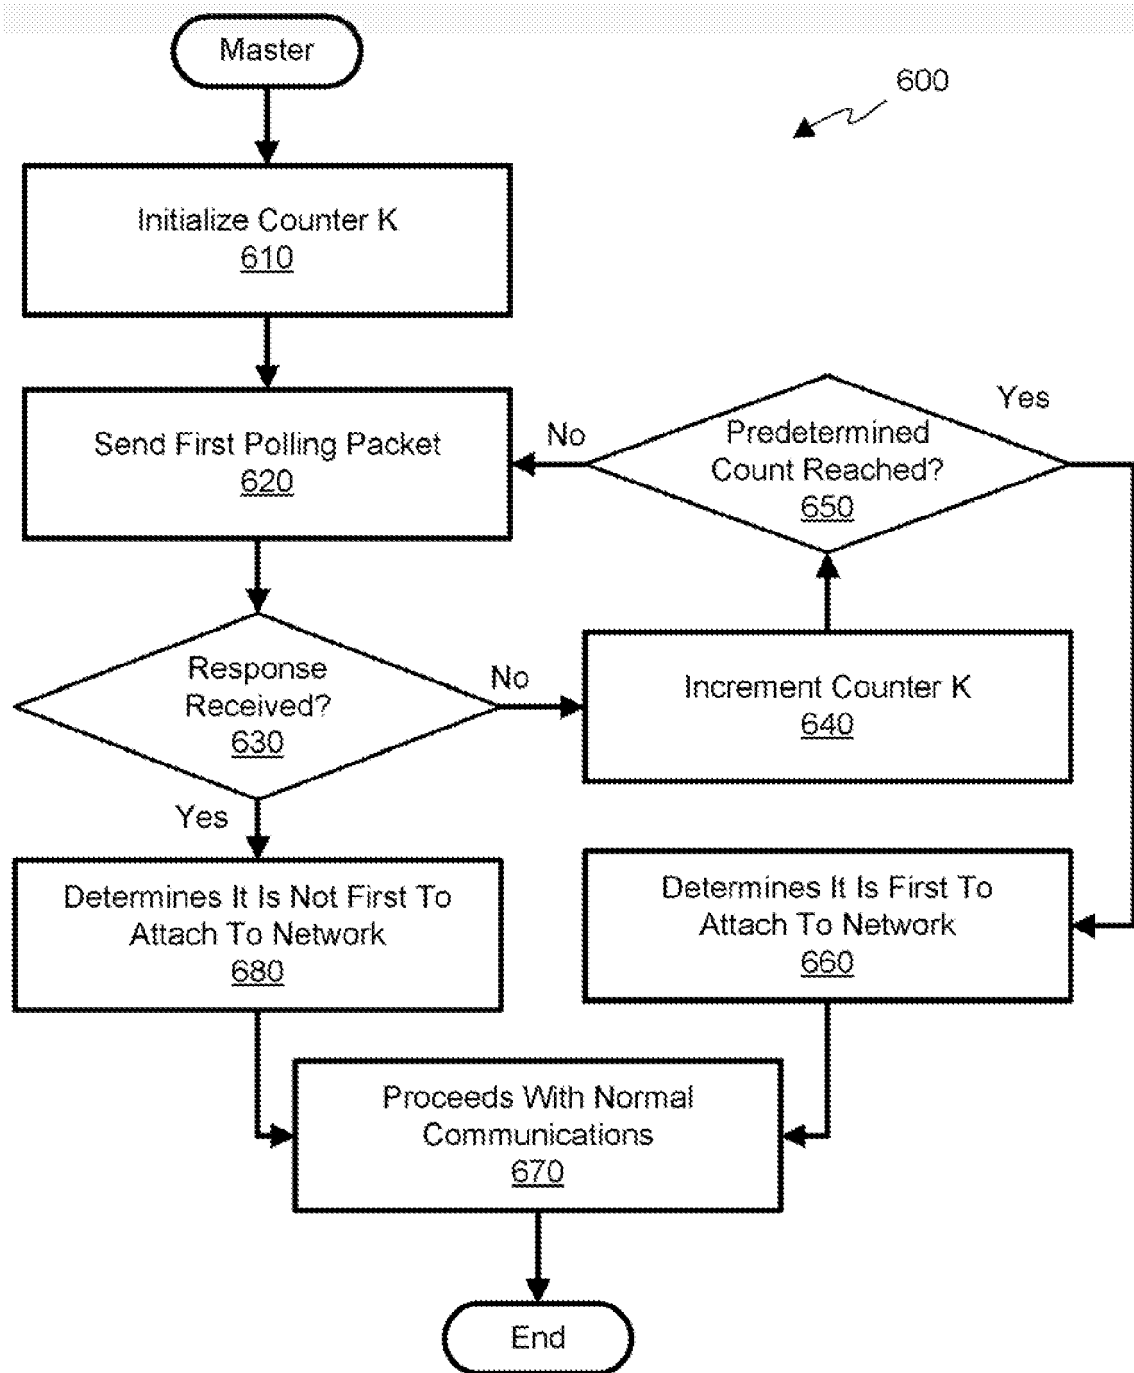 Master
600
Initialize Counter K
610
Send First Polling Packet
620
No
Predetermined
Count Reached?
650
Yes
Response
Received?
630
No
Increment Counter K
640
Yes
Determines It Is Not First To
Attach To Network
680
Determines It Is First To
Attach To Network
660
Proceeds With Normal
Communications
670
End